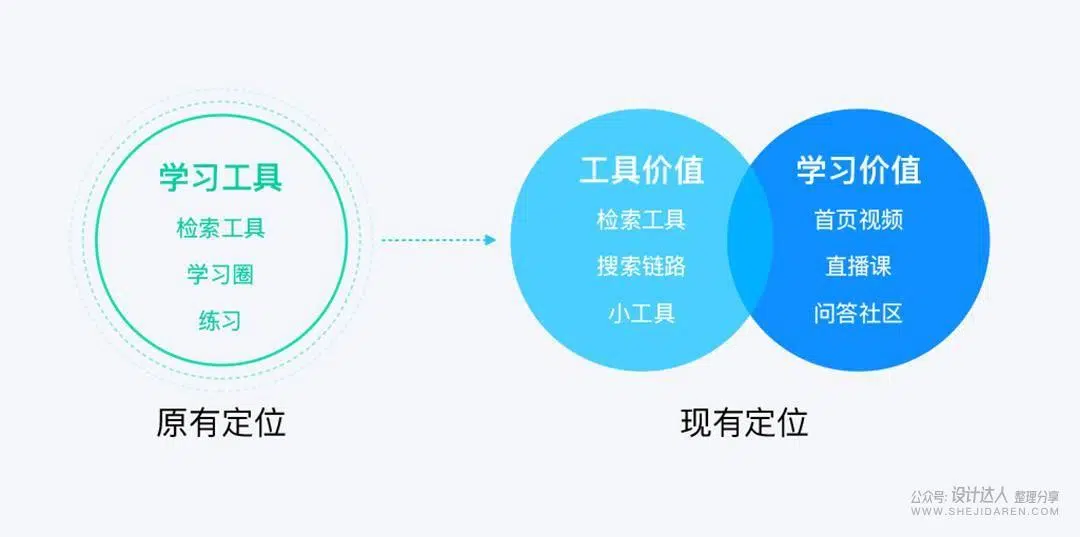 学习工具
检索工具
学习圈
练习
原有定位
工具价值
检索工具
搜索链路
小工具
学习价值
首页视频
直播课
问答社区
现有定位
公众号: 设计达人 整理分享
WWW.SHEJIDAREN.COM